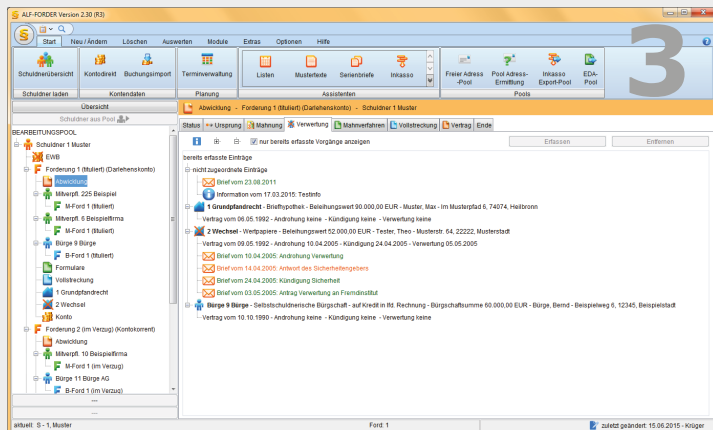 ALF-FORDER Version 2.30 (R3)
Start Neu / Ändern Löschen Auswerten Module Extras Optionen Hilfe
Schuldnerübersicht Kontodirekt Buchungsimport Terminverwaltung Listen Mustertexte Serienbriefe Inkasso Freier Adress -Pool Pool Adress- Ermittlung Inkasso Export-Pool EDA- Pool
Schuldner laden Kontendaten Planung Assistenten Pools
3
Übersicht
Schuldner aus Pool
BEARBEITUNGSPOOL
Schuldner 1 Muster
EWB
Forderung 1 (tituliert) (Darlehenskonto)
Abwicklung
Mitverpfl. 225 Beispiel
M-Ford 1 (tituliert)
Mitverpfl. 6 Beispielfirma
M-Ford 1 (tituliert)
Bürge 9 Bürge
B-Ford 1 (tituliert)
Formulare
Vollstreckung
1 Grundpfandrecht
2 Wechsel
Konto
Forderung 2 (im Verzug) (Kontokorrent)
Abwicklung
Mitverpfl. 10 Beispielfirma
M-Ford 1 (im Verzug)
Bürge 11 Bürge AG
B-Ford 1 (im Verzug)
...
...
Abwicklung - Forderung 1 (tituliert) (Darlehenskonto) - Schuldner 1 Muster
Status Ursprung Mahnung Verwertung Mahnverfahren Vollstreckung Vertrag Ende
nur bereits erfasste Vorgänge anzeigen Erfassen Entfernen
bereits erfasste Einträge
nicht zugeordnete Einträge
Brief vom 23.08.2011
Information vom 17.03.2015: Testinfo
1 Grundpfandrecht - Briefhypothek - Beleihungswert 90.000,00 EUR - Muster, Max - Im Musterpfad 6, 74074, Heilbronn
Vertrag vom 06.05.1992 - Androhung keine - Kündigung keine - Verwertung keine
2 Wechsel - Wertpapiere - Beleihungswert 52.000,00 EUR - Tester, Theo - Musterstr. 64, 22222, Musterstadt
Vertrag vom 09.05.1992 - Androhung 10.04.2005 - Kündigung 24.04.2005 - Verwertung 05.05.2005
Brief vom 10.04.2005: Androhung Verwertung
Brief vom 14.04.2005: Antwort des Sicherheitengebers
Brief vom 24.04.2005: Kündigung Sicherheit
Brief vom 03.05.2005: Antrag Verwertung an Fremdinstitut
Bürge 9 Bürge - Selbstschuldnerische Bürgschaft - auf Kredit in lfd. Rechnung - Bürgschaftsumme 60.000,00 EUR - Bürge, Bernd - Beispielweg 6, 12345, Beispielstadt
Vertrag vom 10.10.1990 - Androhung keine - Kündigung keine - Verwertung keine
aktuell: S - 1, Muster Ford: 1 zuletzt geändert: 15.06.2015 - Krüger